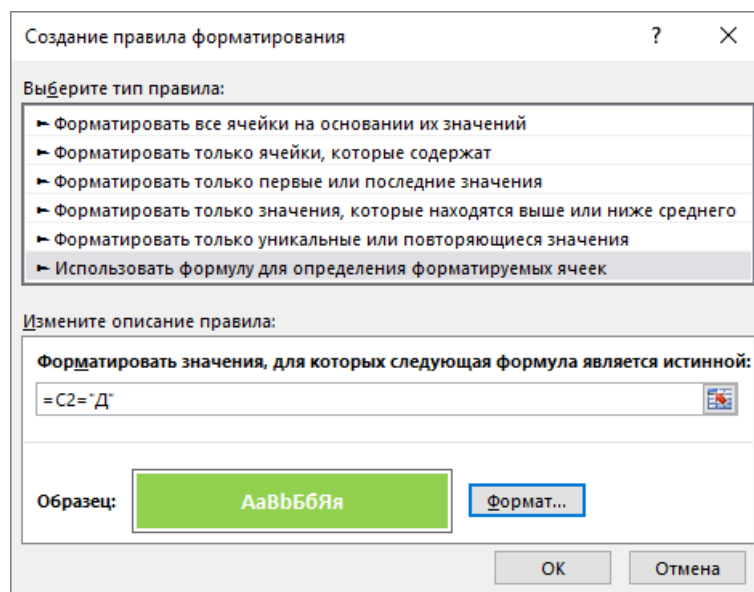 Создание правила форматирования ? ×
Выберите тип правила:
► Форматировать все ячейки на основании их значений
► Форматировать только ячейки, которые содержат
► Форматировать только первые или последние значения
► Форматировать только значения, которые находятся выше или ниже среднего
► Форматировать только уникальные или повторяющиеся значения
► Использовать формулу для определения форматируемых ячеек
Измените описание правила:
Форматировать значения, для которых следующая формула является истинной:
=C2="Д"
Образец: АаВbБбЯя Формат...
ОК Отмена